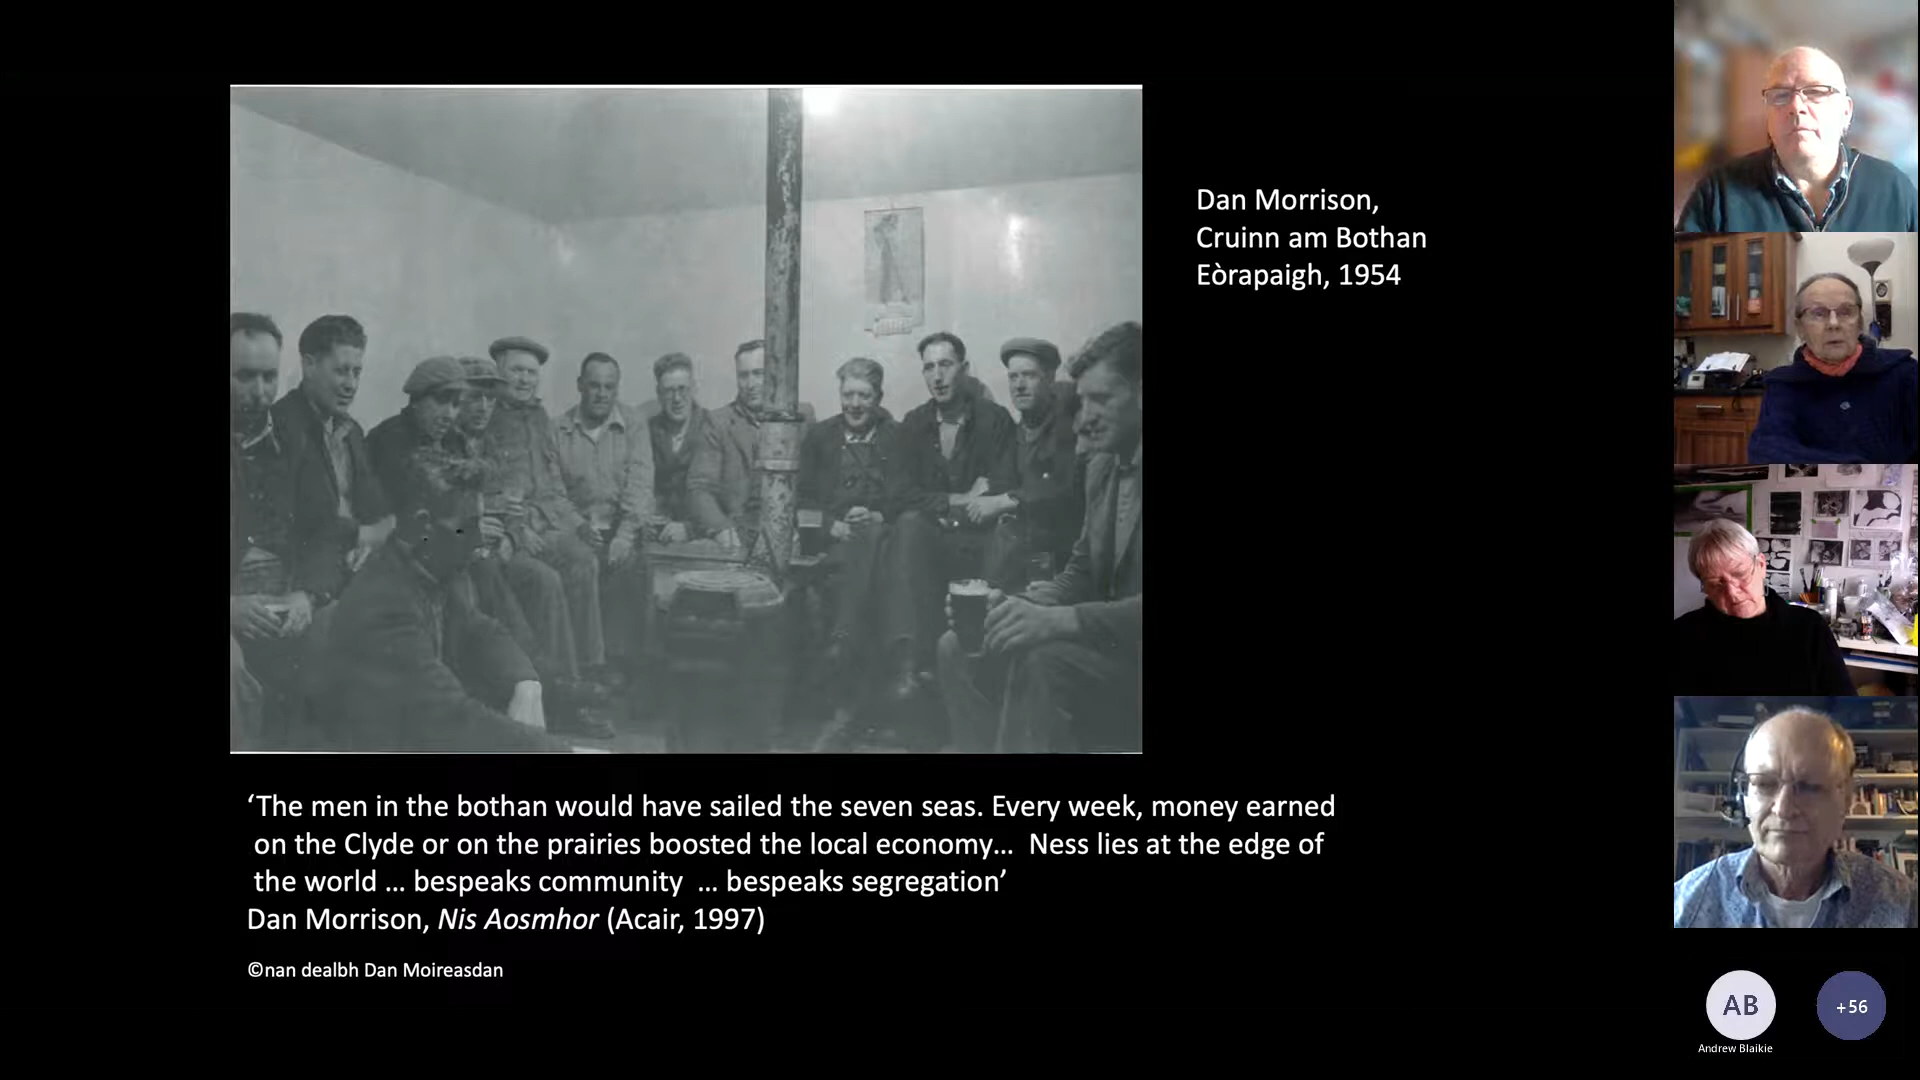 Dan Morrison,
Cruinn am Bothan
Eòrapaigh, 1954
‘The men in the bothan would have sailed the seven seas. Every week, money earned
on the Clyde or on the prairies boosted the local economy… Ness lies at the edge of
the world … bespeaks community … bespeaks segregation’
Dan Morrison, Nis Aosmhor (Acair, 1997)
©nan dealbh Dan Moireasdan
AB
+56
Andrew Blaikie